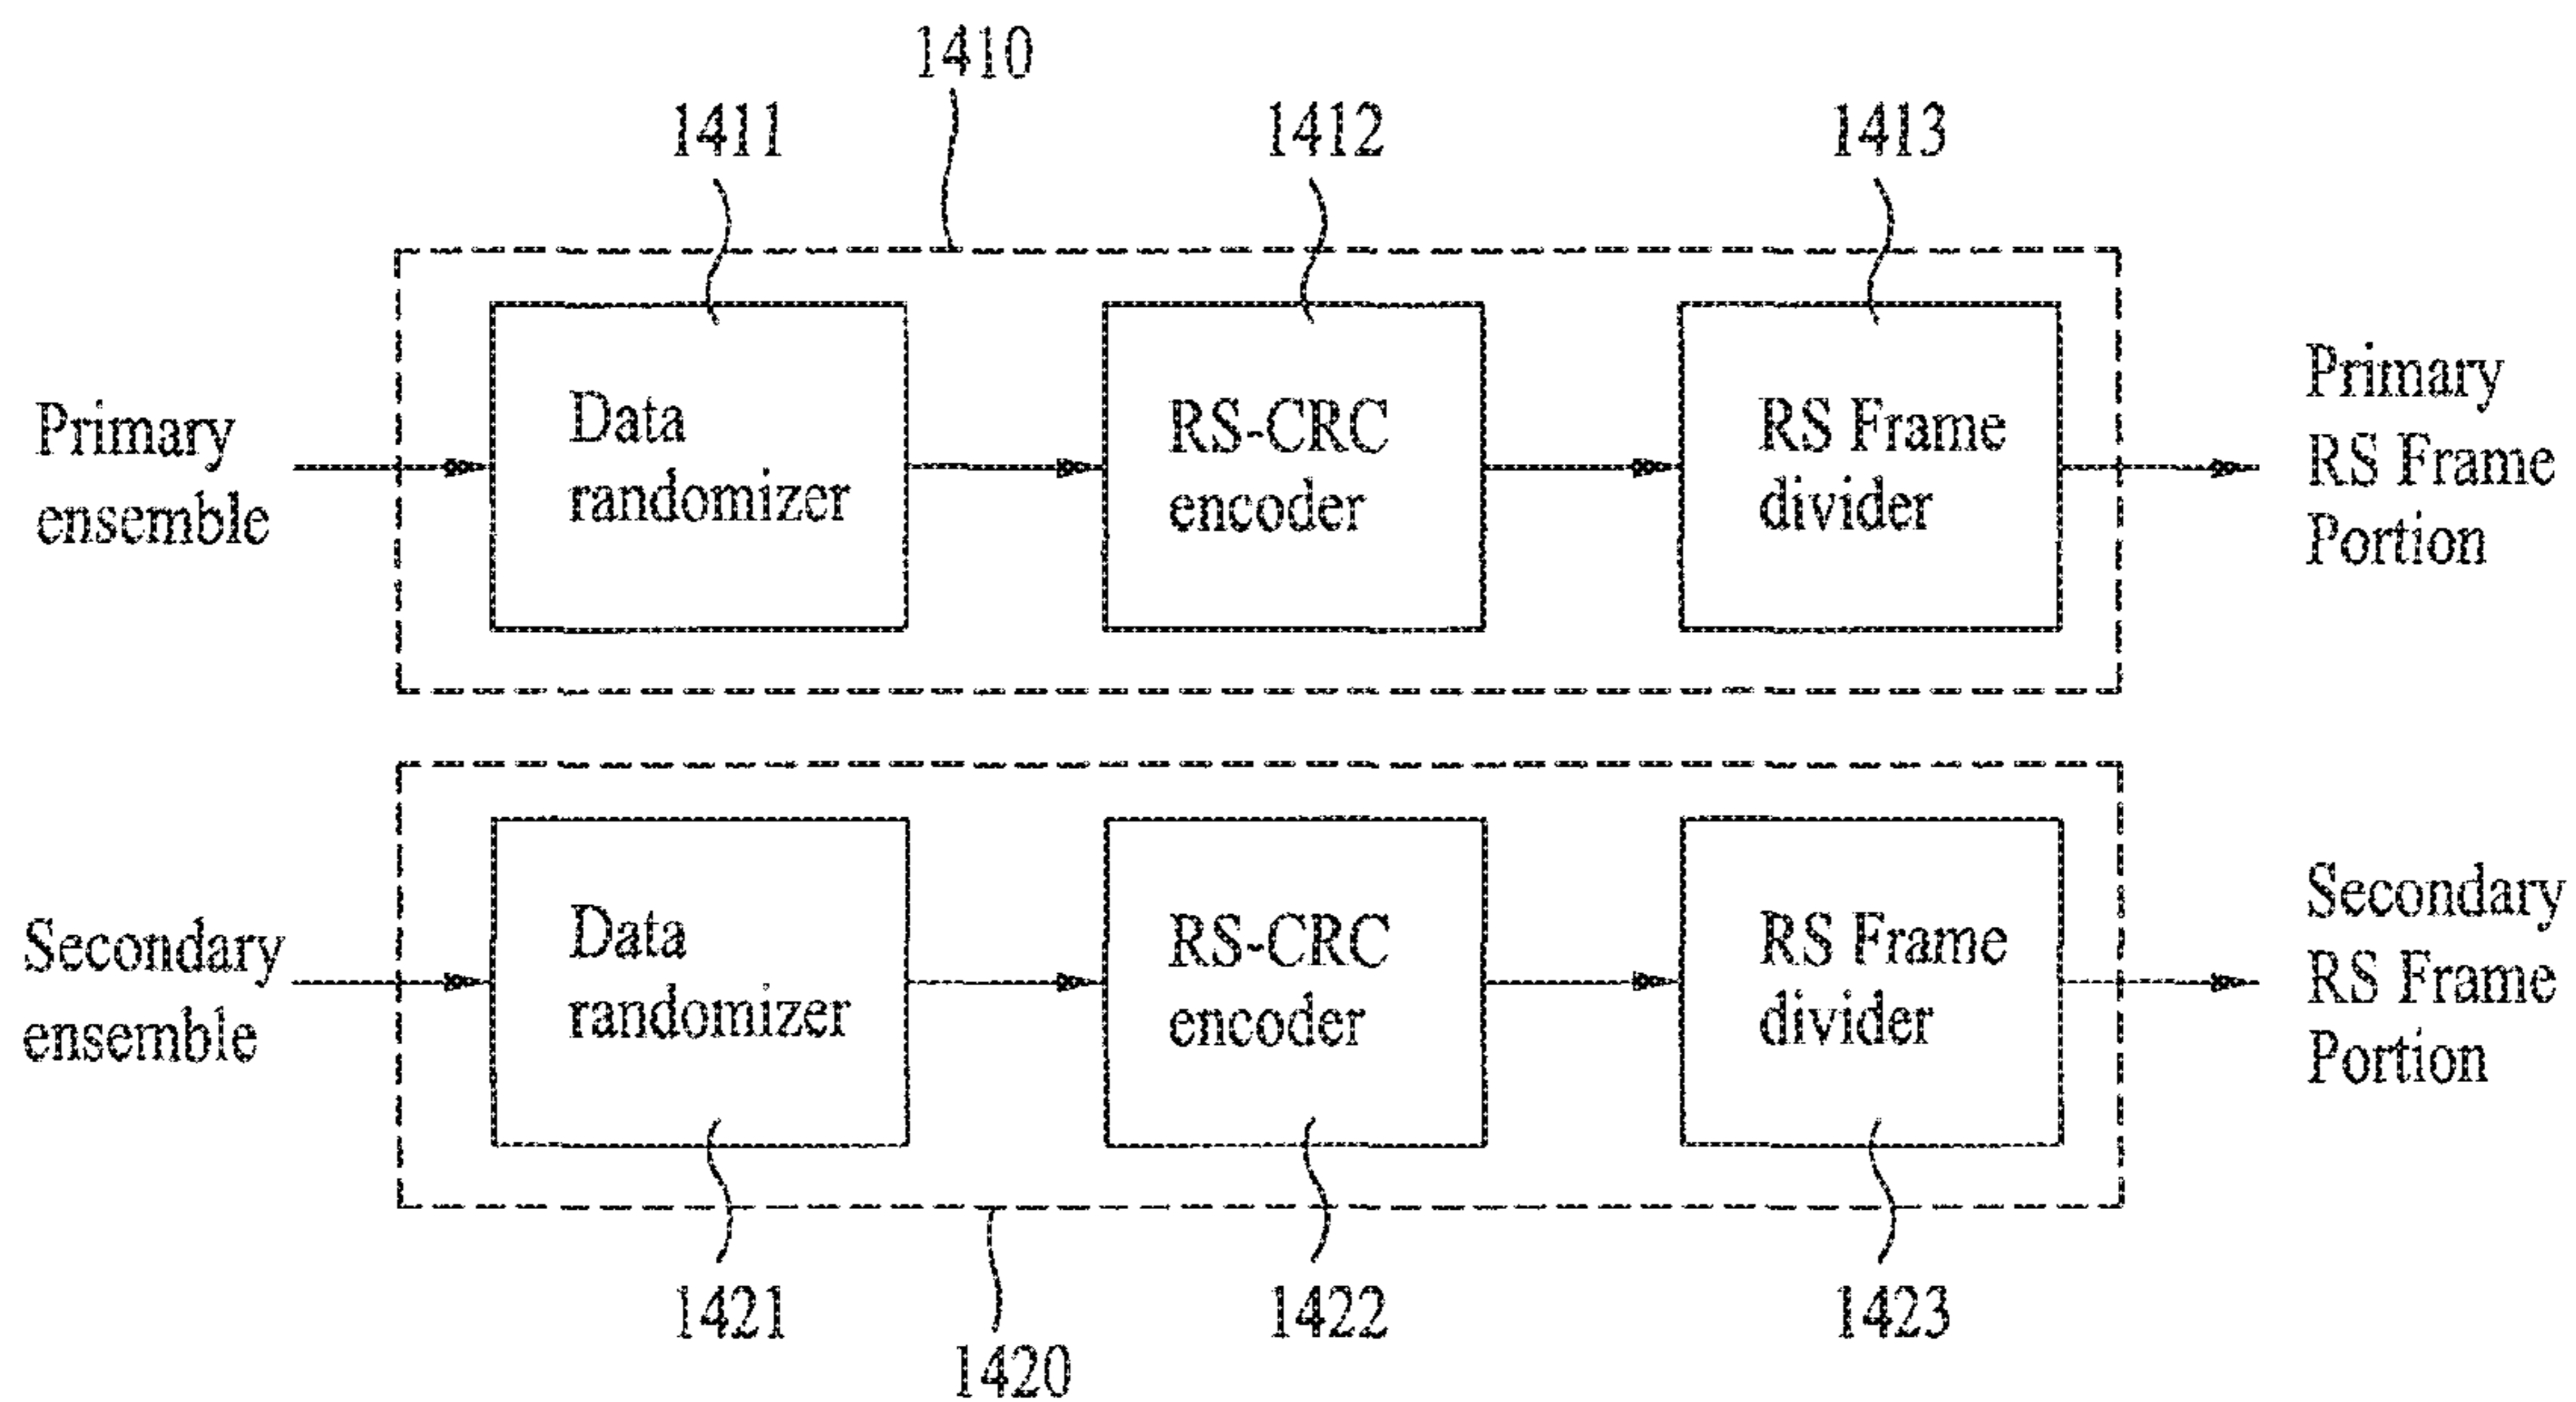 1410
1411
1412
1413
Primary
ensemble
Data
randomizer
RS-CRC
encoder
RS Frame
divider
Primary
RS Frame
Portion
Secondary
ensemble
Data
randomizer
RS-CRC
encoder
RS Frame
divider
Secondary
RS Frame
Portion
1421
1422
1423
1420